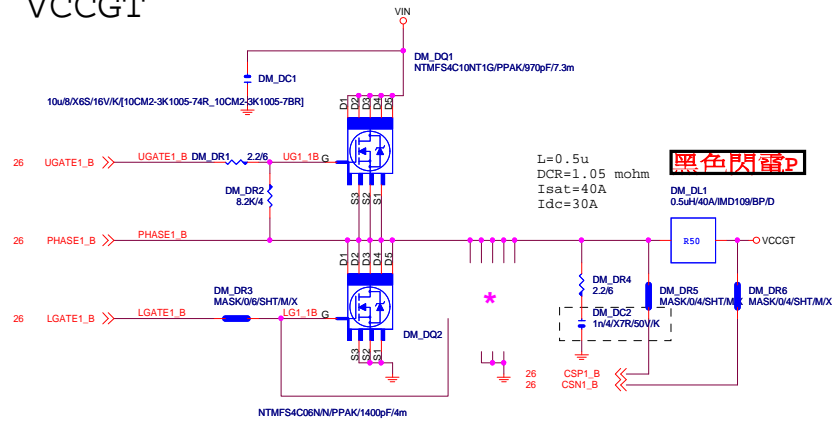 VCCGT
VIN
DM_DQ1
NTMFS4C10NT1G/PPAK/970pF/7.3m
DM_DC1
10u/8/X6S/16V/K/[10CM2-3K1005-74R_10CM2-3K1005-7BR]
D1 D2 D3 D4 D5
26 UGATE1_B UGATE1_B DM_DR1 2.2/6 UG1_1B G
DM_DR2
8.2K/4
S3 S2 S1
L=0.5u
DCR=1.05 mohm
Isat=40A
Idc=30A
黑色閃電P
DM_DL1
0.5uH/40A/IMD109/BP/D
26 PHASE1_B PHASE1_B
R50
VCCGT
D1 D2 D3 D4 D5
DM_DR3
MASK/0/6/SHT/M/X
26 LGATE1_B LGATE1_B LG1_1B G
DM_DQ2
S3 S2 S1
NTMFS4C06N/N/PPAK/1400pF/4m
*
DM_DR4
2.2/6
DM_DC2
1n/4/X7R/50V/K
DM_DR5
MASK/0/4/SHT/M/X
DM_DR6
MASK/0/4/SHT/M/X
26 CSP1_B
26 CSN1_B